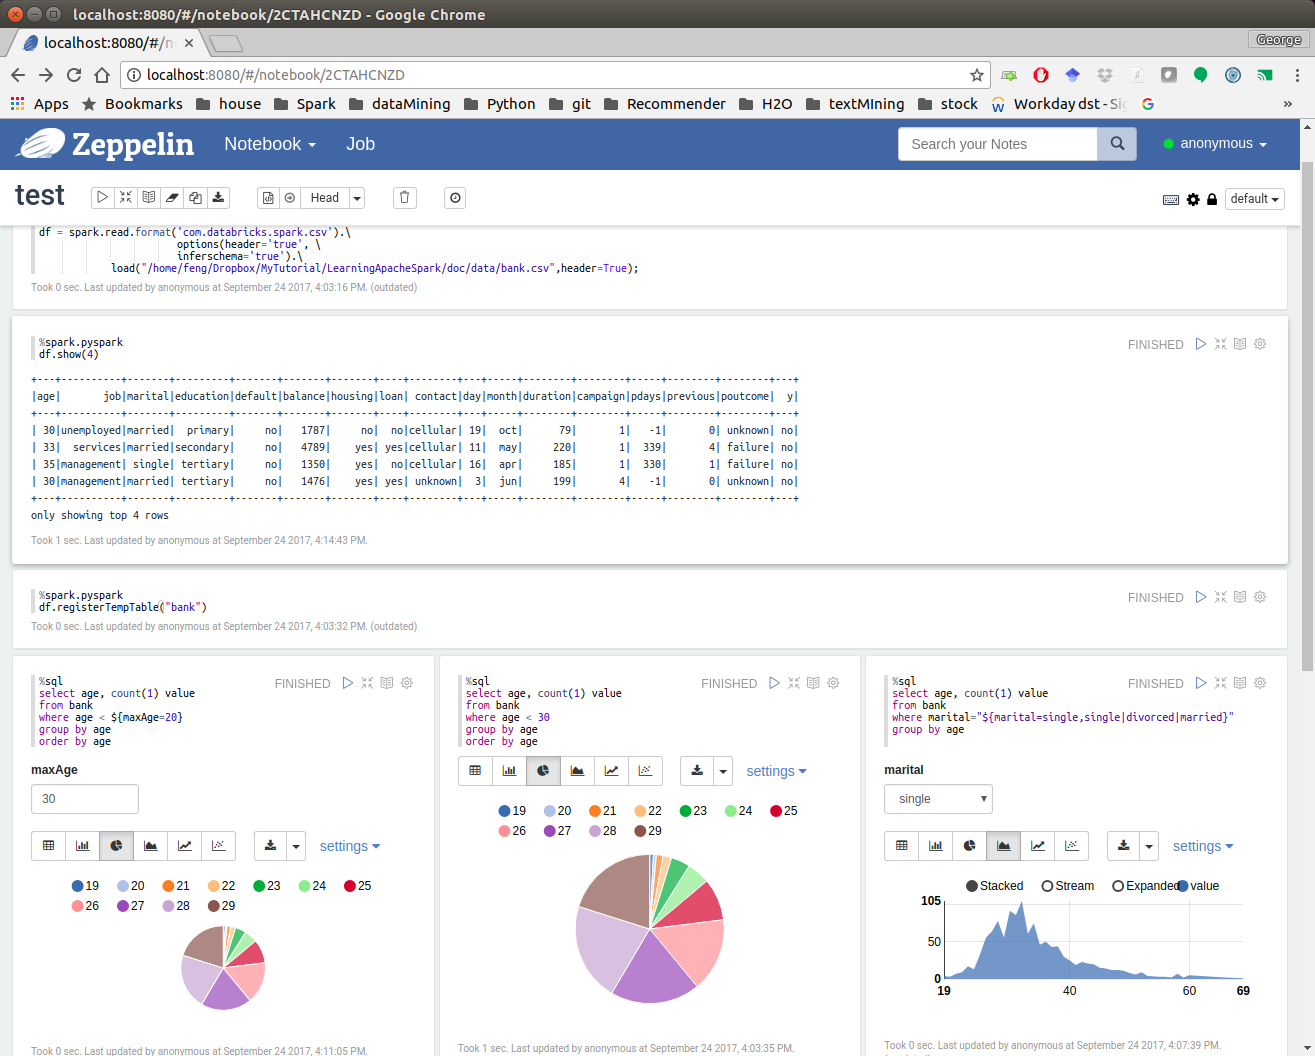 localhost:8080/#/notebook/2CTAHCNZD - Google Chrome
localhost:8080/#/n
George
localhost:8080/#/notebook/2CTAHCNZD
Apps Bookmarks house Spark dataMining Python git Recommender H2O textMIning stock Workday dst - Sig »
Zeppelin Notebook Job Search your Notes anonymous
test Head default
df = spark.read.format('com.databricks.spark.csv').\
options(header='true', \
inferschema='true').\
load("/home/feng/Dropbox/MyTutorial/LearningApacheSpark/doc/data/bank.csv",header=True);
Took 0 sec. Last updated by anonymous at September 24 2017, 4:03:16 PM. (outdated)
%spark.pyspark
df.show(4)
FINISHED
+---+----------+-------+---------+-------+-------+-------+----+--------+---+-----+--------+--------+-----+--------+--------+---+
|age|       job|marital|education|default|balance|housing|loan| contact|day|month|duration|campaign|pdays|previous|poutcome|  y|
+---+----------+-------+---------+-------+-------+-------+----+--------+---+-----+--------+--------+-----+--------+--------+---+
| 30|unemployed|married|  primary|     no|   1787|     no|  no|cellular| 19|  oct|      79|       1|   -1|       0| unknown| no|
| 33|  services|married|secondary|     no|   4789|    yes| yes|cellular| 11|  may|     220|       1|  339|       4| failure| no|
| 35|management| single| tertiary|     no|   1350|    yes|  no|cellular| 16|  apr|     185|       1|  330|       1| failure| no|
| 30|management|married| tertiary|     no|   1476|    yes| yes| unknown|  3|  jun|     199|       4|   -1|       0| unknown| no|
+---+----------+-------+---------+-------+-------+-------+----+--------+---+-----+--------+--------+-----+--------+--------+---+
only showing top 4 rows
Took 1 sec. Last updated by anonymous at September 24 2017, 4:14:43 PM.
%spark.pyspark
df.registerTempTable("bank")
FINISHED
Took 0 sec. Last updated by anonymous at September 24 2017, 4:03:32 PM. (outdated)
%sql
select age, count(1) value
from bank
where age < ${maxAge=20}
group by age
order by age
FINISHED
maxAge
30
settings
19 20 21 22 23 24 25
26 27 28 29
Took 0 sec. Last updated by anonymous at September 24 2017, 4:11:05 PM.
%sql
select age, count(1) value
from bank
where age < 30
group by age
order by age
FINISHED
settings
19 20 21 22 23 24 25
26 27 28 29
Took 1 sec. Last updated by anonymous at September 24 2017, 4:03:35 PM.
%sql
select age, count(1) value
from bank
where marital="${marital=single,single|divorced|married}"
group by age
FINISHED
marital
single
settings
Stacked Stream Expanded value
105
50
0
19 40 60 69
Took 0 sec. Last updated by anonymous at September 24 2017, 4:07:39 PM.